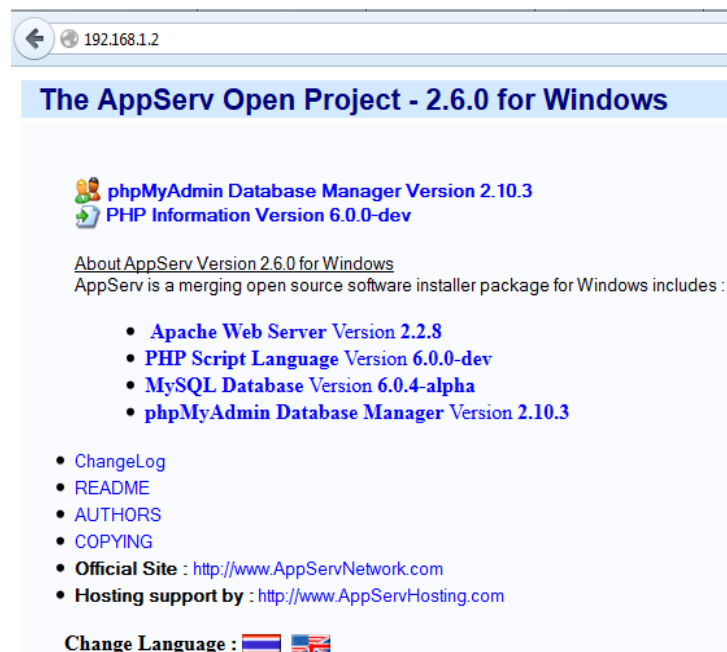 192.168.1.2
The AppServ Open Project - 2.6.0 for Windows
phpMyAdmin Database Manager Version 2.10.3
PHP Information Version 6.0.0-dev
About AppServ Version 2.6.0 for Windows
AppServ is a merging open source software installer package for Windows includes :
Apache Web Server Version 2.2.8
PHP Script Language Version 6.0.0-dev
MySQL Database Version 6.0.4-alpha
phpMyAdmin Database Manager Version 2.10.3
ChangeLog
README
AUTHORS
COPYING
Official Site : http://www.AppServNetwork.com
Hosting support by : http://www.AppServHosting.com
Change Language :